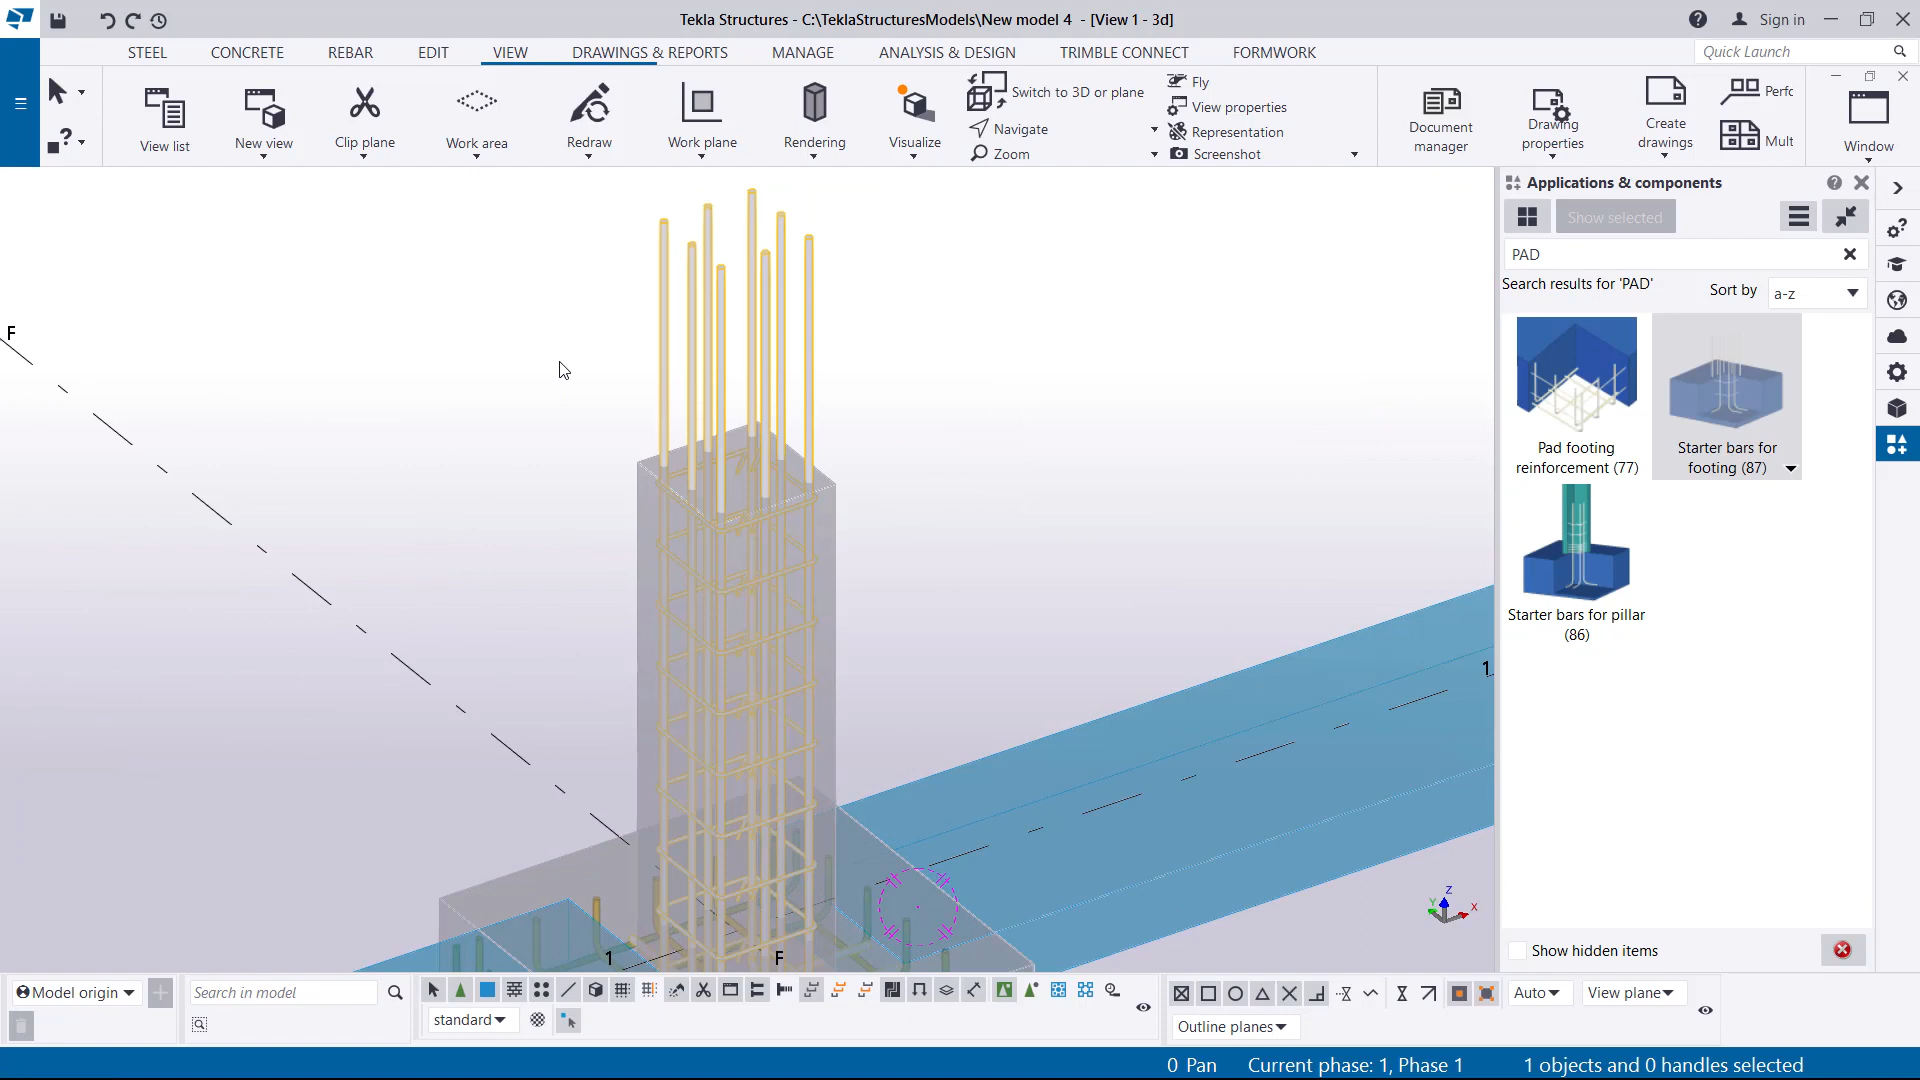 Tekla Structures - C:\TeklaStructuresModels\New model 4 - [View 1 - 3d]
Sign in
STEEL
CONCRETE
REBAR
EDIT
VIEW
DRAWINGS & REPORTS
MANAGE
ANALYSIS & DESIGN
TRIMBLE CONNECT
FORMWORK
Quick Launch
View list
New view
Clip plane
Work area
Redraw
Work plane
Rendering
Visualize
Switch to 3D or plane
Navigate
Zoom
Fly
View properties
Representation
Screenshot
Document
manager
Drawing
properties
Create
drawings
Perfc
Mult
Window
Applications & components
Show selected
PAD
Search results for 'PAD'
Sort by
a-z
Pad footing
reinforcement (77)
Starter bars for
footing (87)
Starter bars for pillar
(86)
Show hidden items
F
1
1
F
Z
Y
X
Model origin
Search in model
standard
Auto
View plane
Outline planes
0 Pan
Current phase: 1, Phase 1
1 objects and 0 handles selected